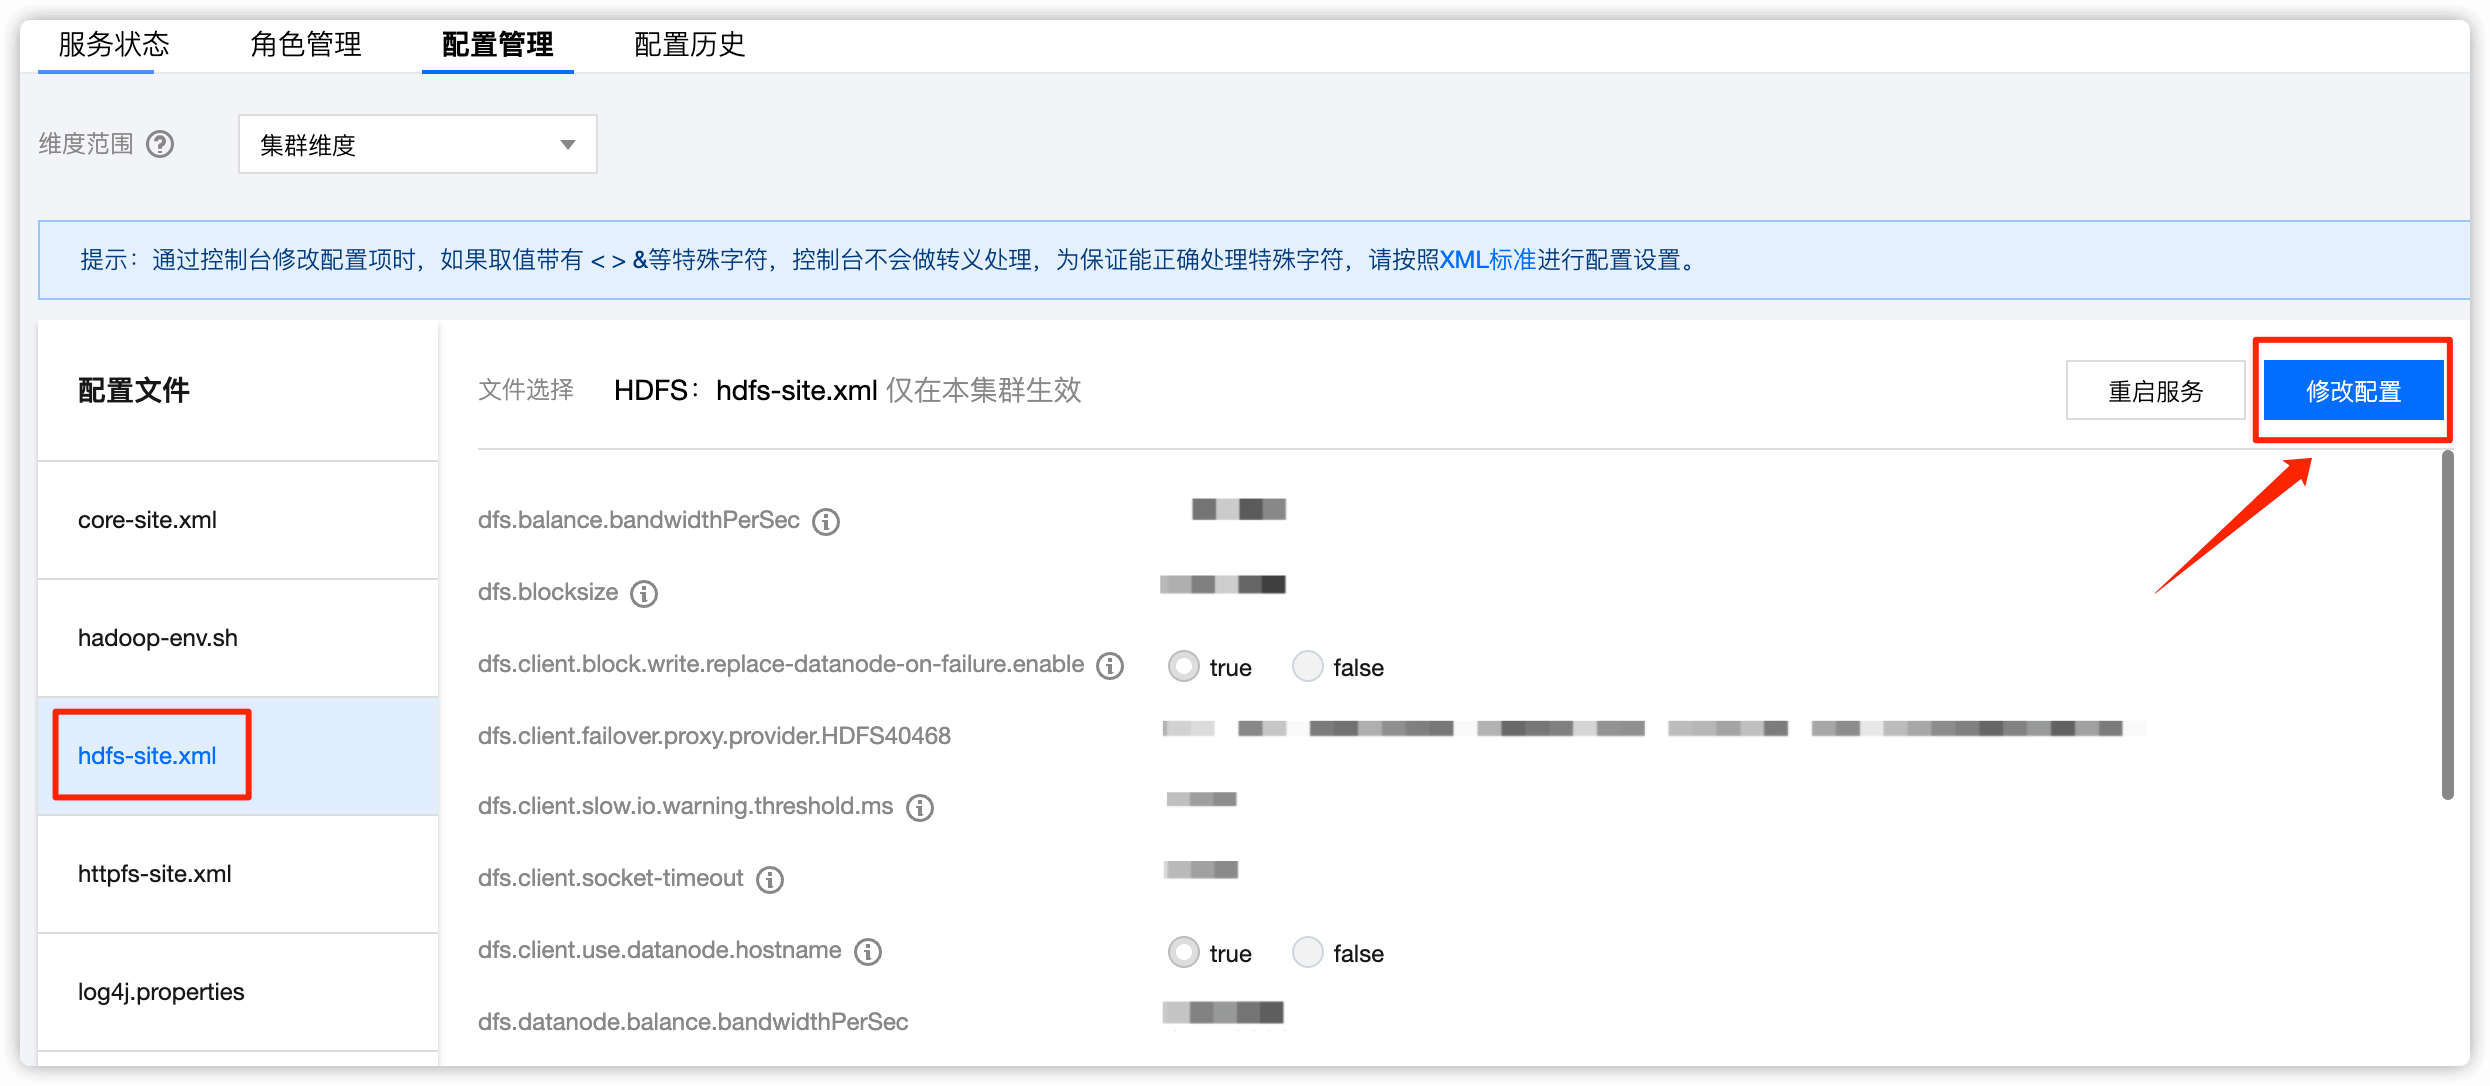 服务状态 角色管理 配置管理 配置历史
维度范围 集群维度
提示：通过控制台修改配置项时，如果取值带有 < > &等特殊字符，控制台不会做转义处理，为保证能正确处理特殊字符，请按照XML标准进行配置设置。
配置文件
文件选择 HDFS：hdfs-site.xml 仅在本集群生效
重启服务 修改配置
core-site.xml
hadoop-env.sh
hdfs-site.xml
httpfs-site.xml
log4j.properties
dfs.balance.bandwidthPerSec
dfs.blocksize
dfs.client.block.write.replace-datanode-on-failure.enable true false
dfs.client.failover.proxy.provider.HDFS40468
dfs.client.slow.io.warning.threshold.ms
dfs.client.socket-timeout
dfs.client.use.datanode.hostname true false
dfs.datanode.balance.bandwidthPerSec